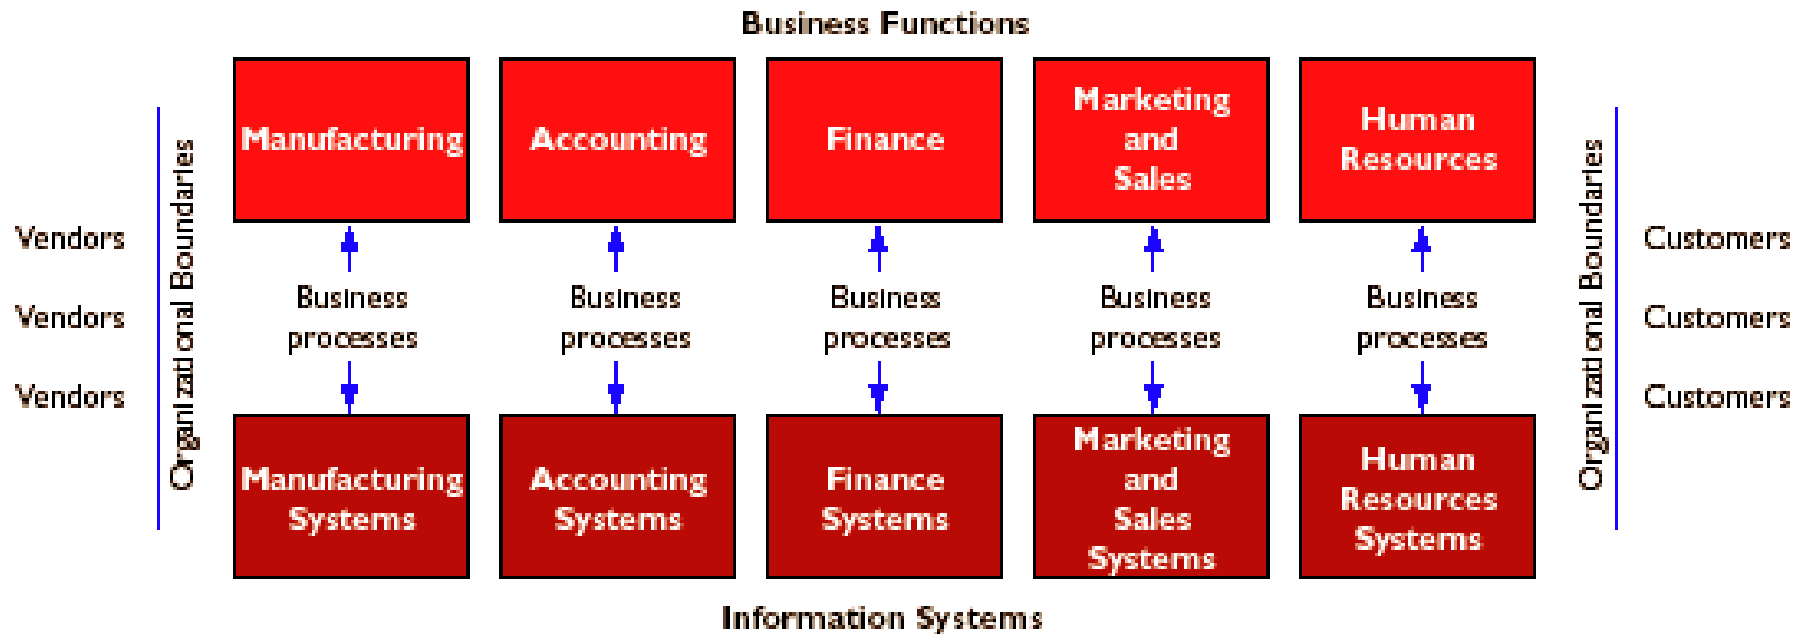 Business Functions
Manufacturing
Accounting
Finance
Marketing
and
Sales
Human
Resources
Vendors
Vendors
Vendors
Organizational Boundaries
Business
processes
Business
processes
Business
processes
Business
processes
Business
processes
Organizational Boundaries
Customers
Customers
Customers
Manufacturing
Systems
Accounting
Systems
Finance
Systems
Marketing
and
Sales
Systems
Human
Resources
Systems
Information Systems